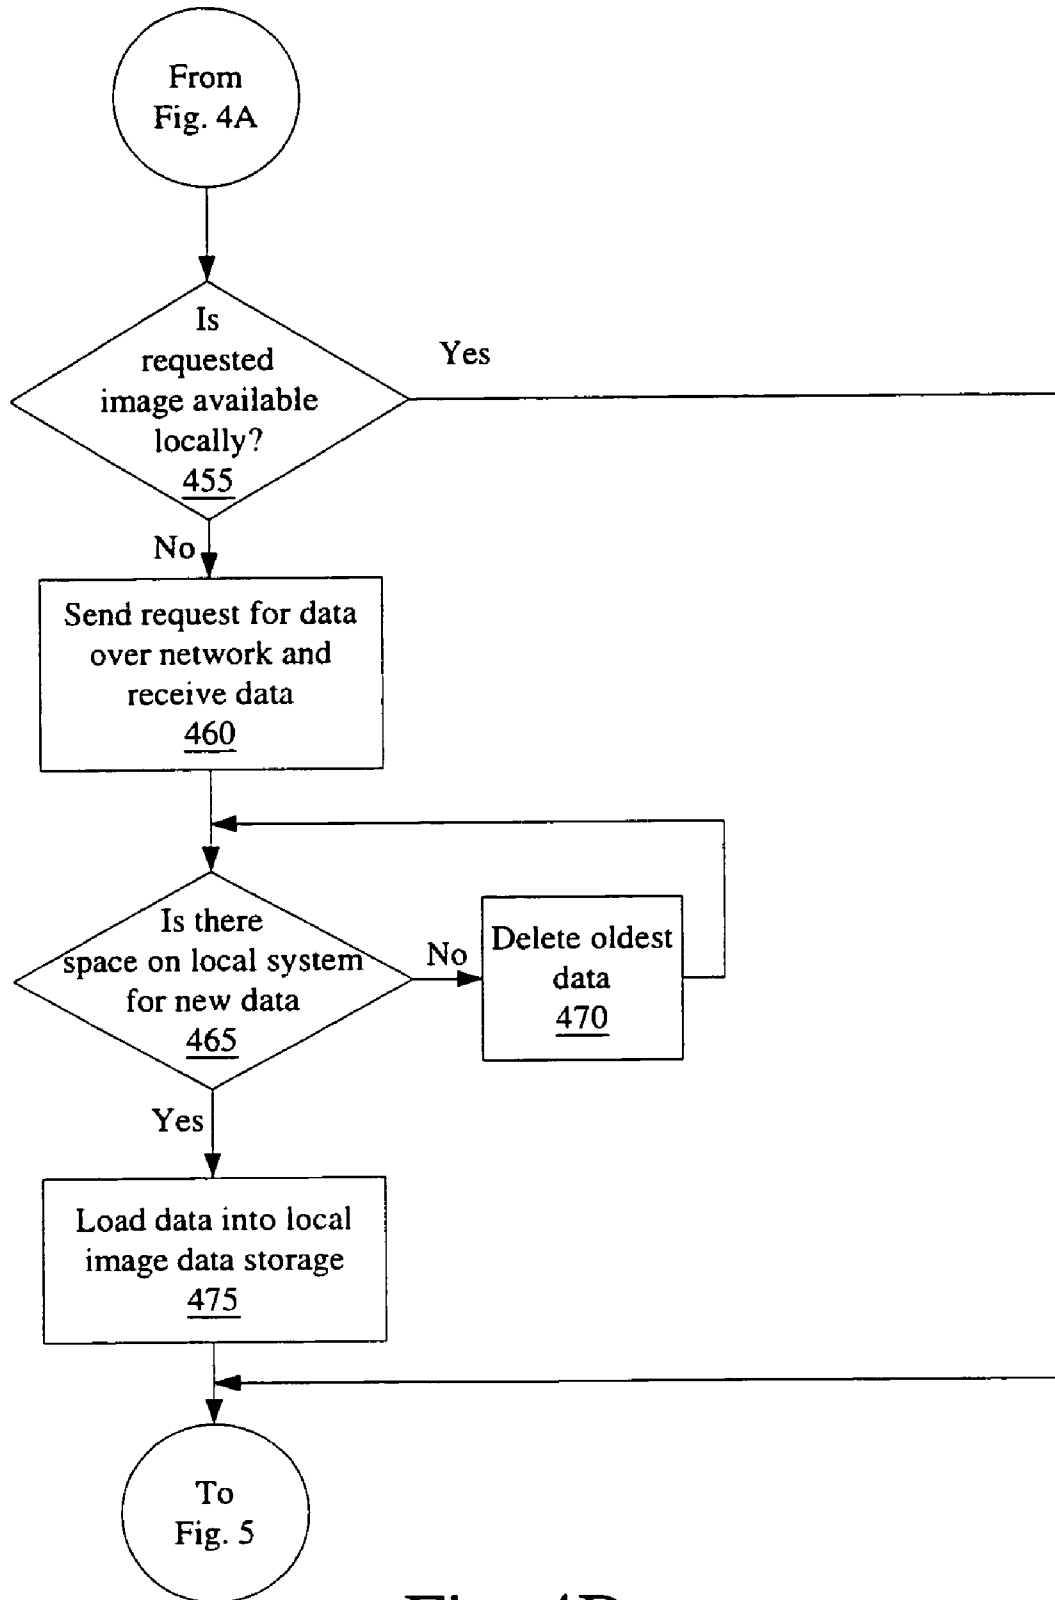 From
Fig. 4A
Is
requested
image available
locally?
455
Yes
No
Send request for data
over network and
receive data
460
Is there
space on local system
for new data
465
No
Delete oldest
data
470
Yes
Load data into local
image data storage
475
To
Fig. 5